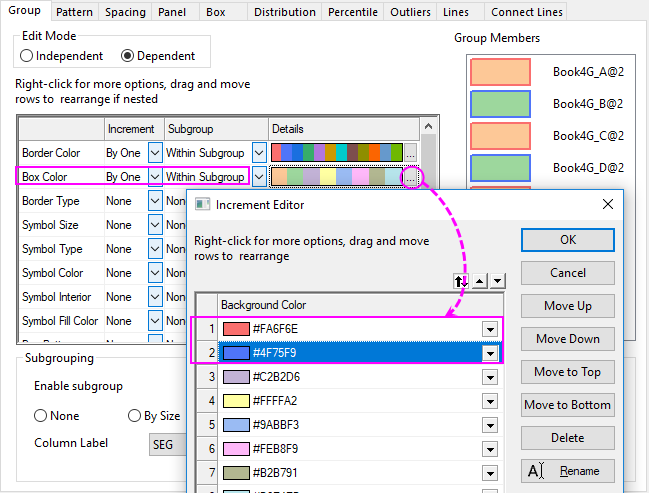 Group Pattern Spacing Panel Box Distribution Percentile Outliers Lines Connect Lines
Edit Mode
Independent Dependent
Group Members
Right-click for more options, drag and move
rows to rearrange if nested
Book4G_A@2
Book4G_B@2
Book4G_C@2
Book4G_D@2
Increment Subgroup Details
Border Color By One Within Subgroup ...
Box Color By One Within Subgroup ...
Border Type None None
Symbol Size None
Symbol Type None
Symbol Color None
Symbol Interior None
Symbol Fill Color None
Subgrouping
Enable subgroup
None By Size
Column Label SEG
Increment Editor
Right-click for more options, drag and move
rows to rearrange
Background Color
1 #FA6F6E
2 #4F75F9
3 #C2B2D6
4 #FFFFA2
5 #9ABBF3
6 #FEB8F9
7 #B2B791
OK
Cancel
Move Up
Move Down
Move to Top
Move to Bottom
Delete
A Rename